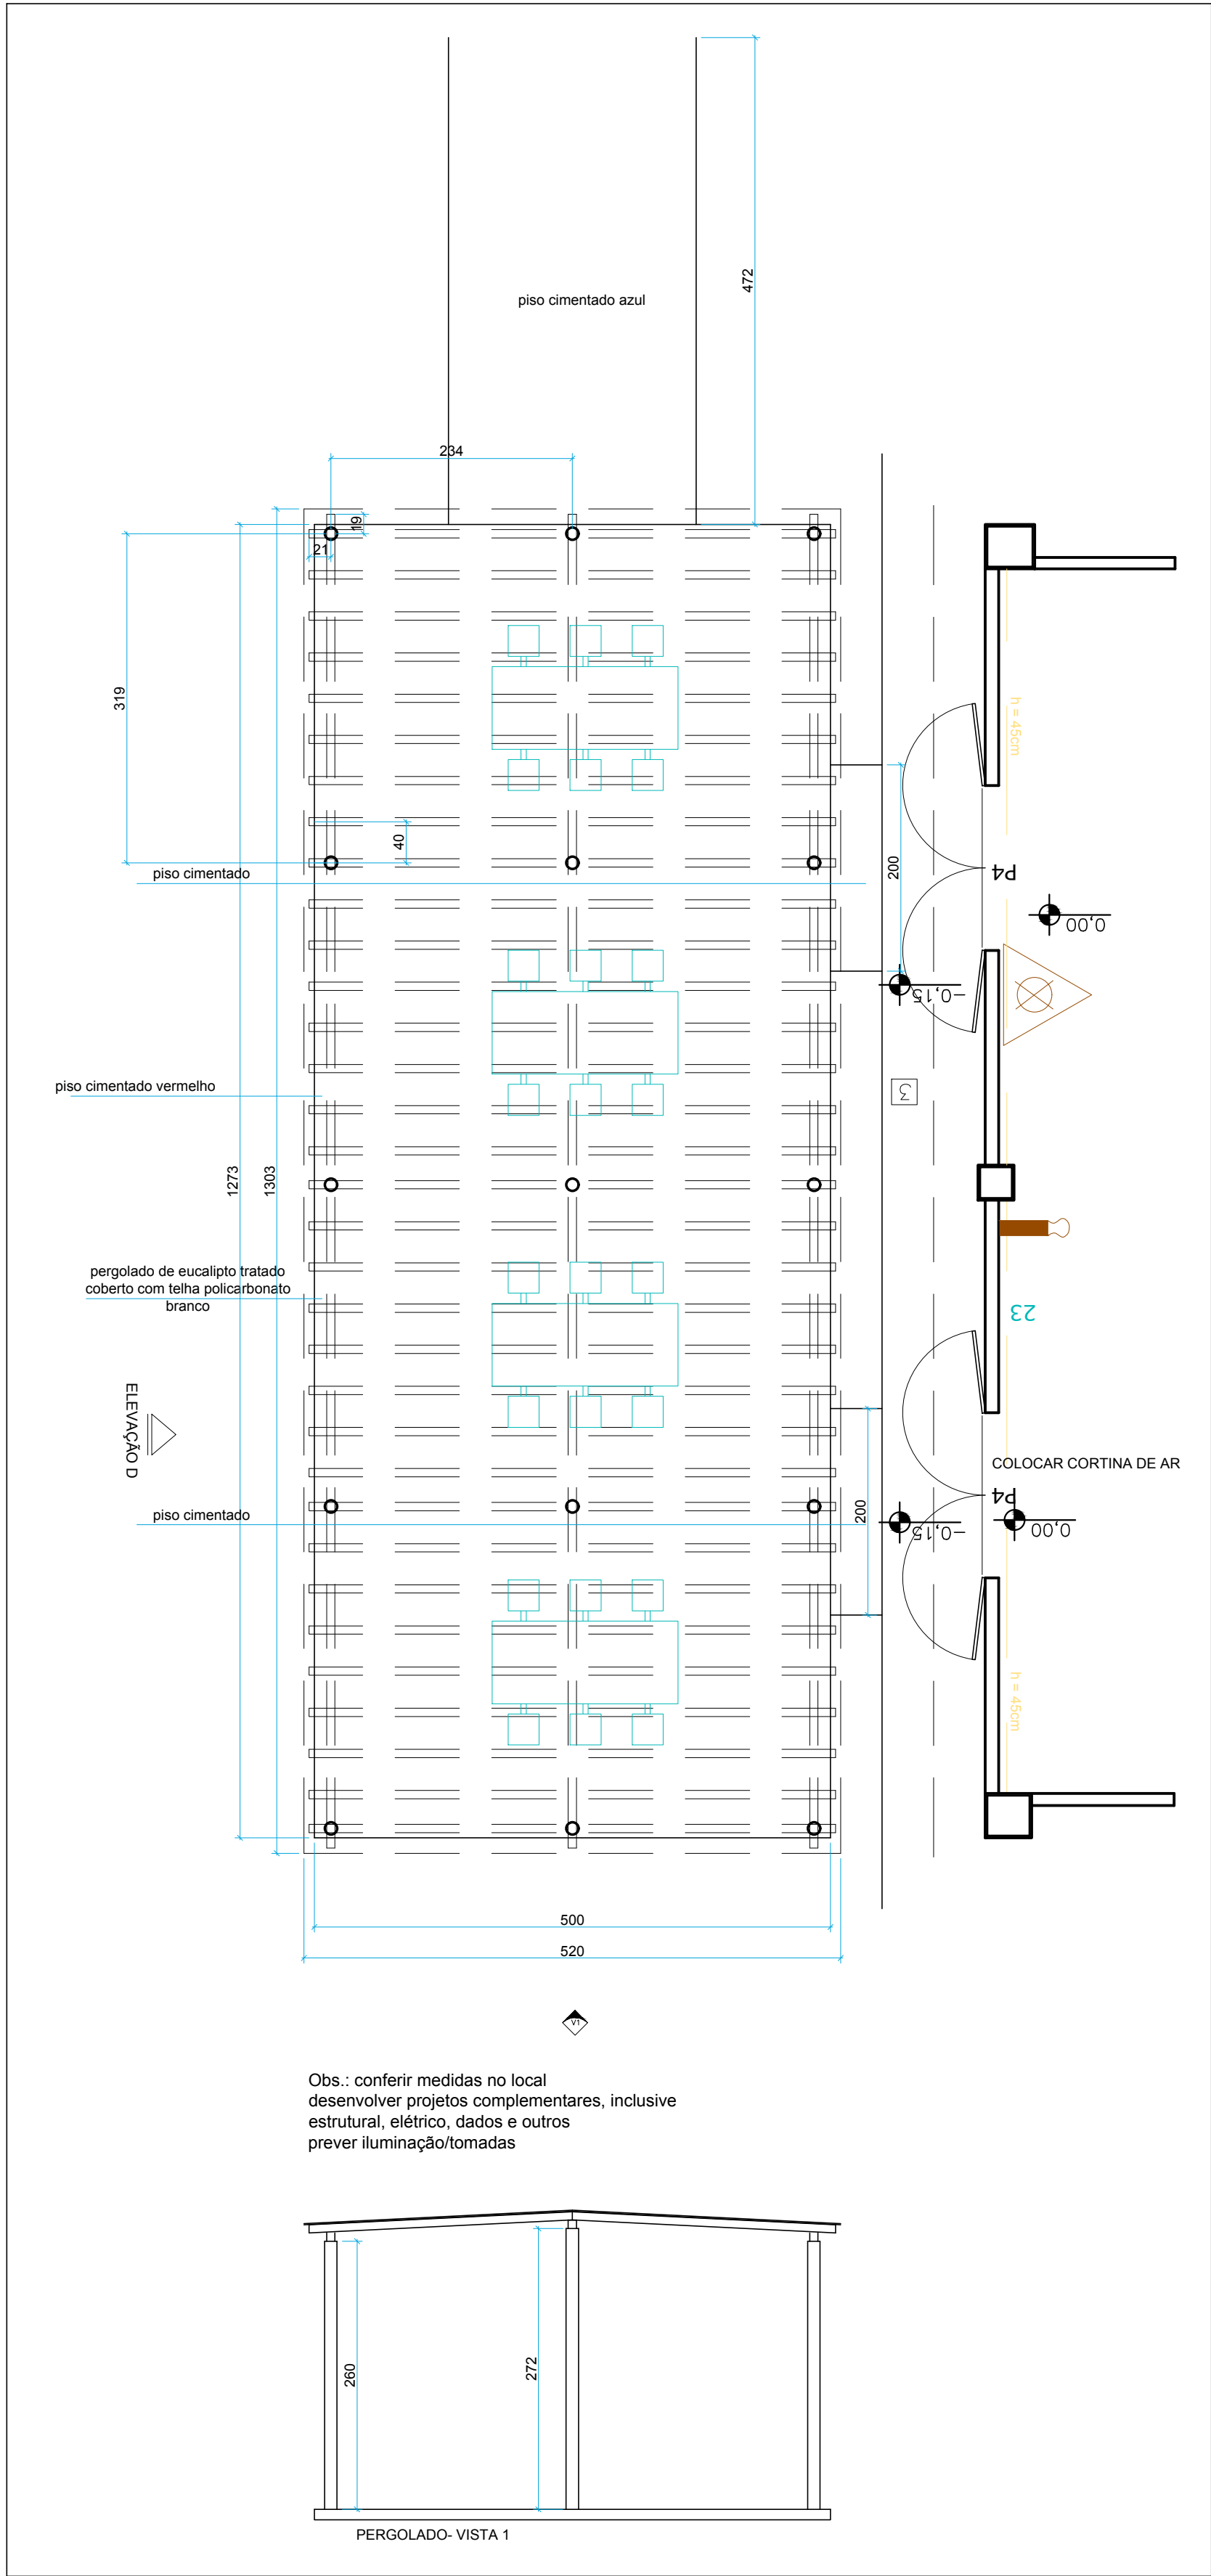 472
piso cimentado azul
234
19
21
319
h = 45cm
40
200
piso cimentado
P4
0,00
-0,15
3
piso cimentado vermelho
1273
1303
pergolado de eucalipto tratado
coberto com telha policarbonato
branco
23
ELEVAÇÃO D
COLOCAR CORTINA DE AR
P4
piso cimentado
200
-0,15
0,00
h = 45cm
500
520
V1
Obs.: conferir medidas no local
desenvolver projetos complementares, inclusive
estrutural, elétrico, dados e outros
prever iluminação/tomadas
260
272
PERGOLADO- VISTA 1